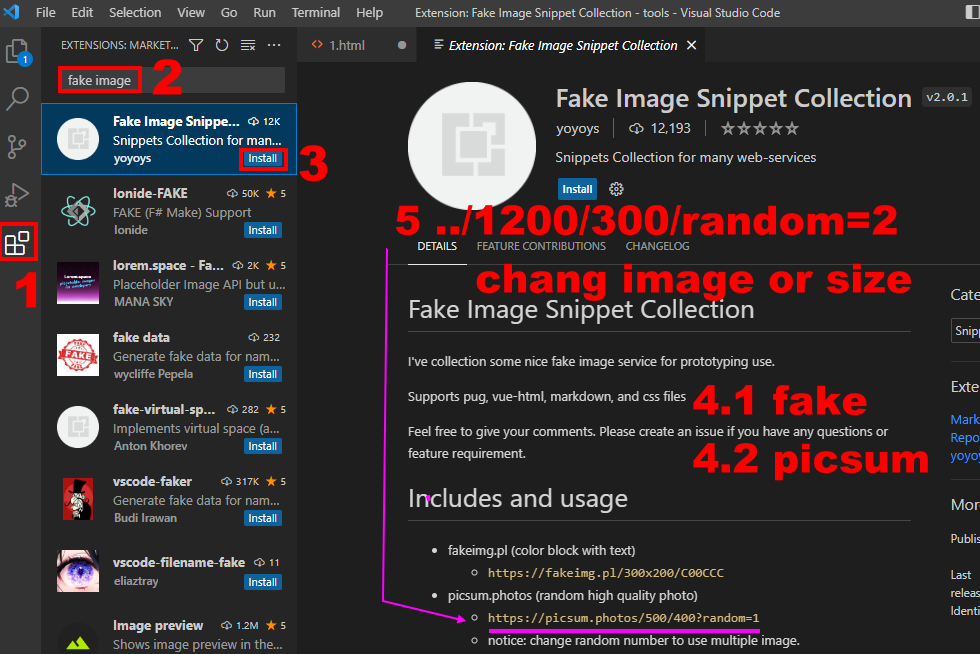 File Edit Selection View Go Run Terminal Help Extension: Fake Image Snippet Collection - tools - Visual Studio Code
EXTENSIONS: MARKET...
1.html
Extension: Fake Image Snippet Collection
1
fake image
2
Fake Image Snippe... 12K
Snippets Collection for man...
yoyoys
Install
3
Ionide-FAKE 50K 5
FAKE (F# Make) Support
Ionide
Install
1
lorem.space - Fa... 2K 5
Placeholder Image API but u...
MANA SKY
Install
fake data 232
Generate fake data for nam...
wycliffe Pepela
Install
FAKE
fake-virtual-sp... 282 5
Implements virtual space (a...
Anton Khorev
Install
vscode-faker 317K 5
Generate fake data for nam...
Budi Irawan
Install
vscode-filename-fake 11
eliaztray
Install
Image preview 1.2M 5
Shows image preview in the...
Fake Image Snippet Collection v2.0.1
yoyoys 12,193
Snippets Collection for many web-services
Install
5 ../1200/300/random=2
DETAILS FEATURE CONTRIBUTIONS CHANGELOG
chang image or size
Fake Image Snippet Collection
I've collection some nice fake image service for prototyping use.
Supports pug, vue-html, markdown, and css files
4.1 fake
Feel free to give your comments. Please create an issue if you have any questions or
feature requirement.
4.2 picsum
Includes and usage
fakeimg.pl (color block with text)
https://fakeimg.pl/300x200/C00CCC
picsum.photos (random high quality photo)
https://picsum.photos/500/400?random=1
notice: change random number to use multiple image.
Cate
Snipp
Exte
Mark
Repo
yoyoy
Mor
Publis
Last
releas
Identi